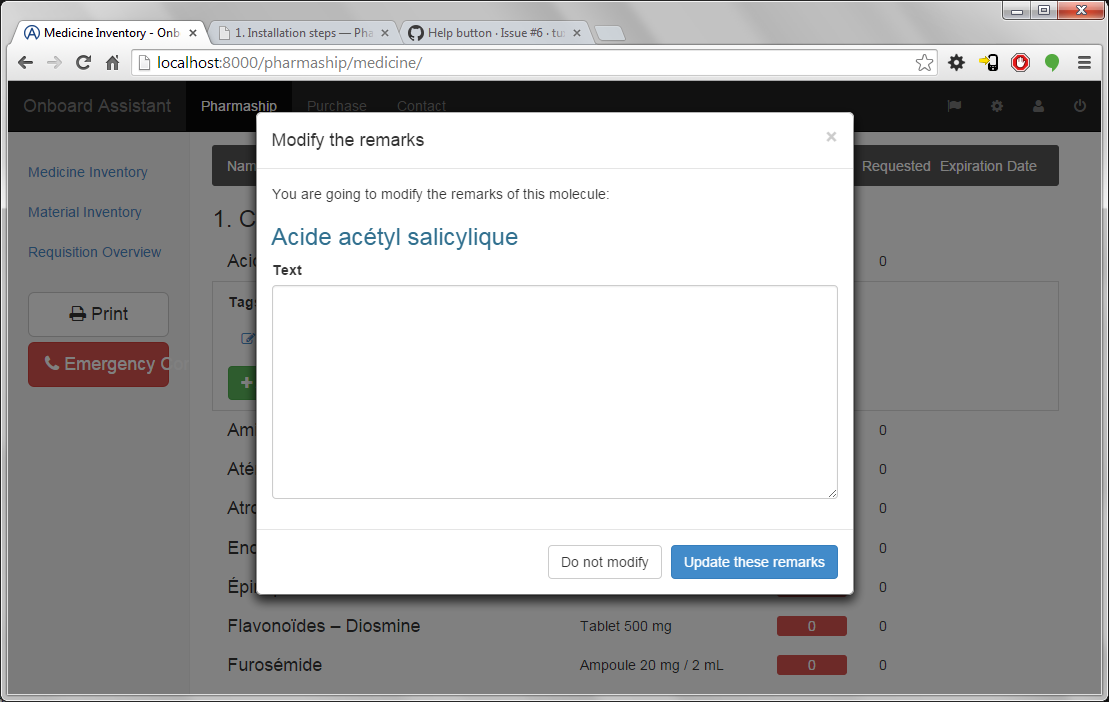 Medicine Inventory - Onb
1. Installation steps — Pha
Help button · Issue #6 · tu
localhost:8000/pharmaship/medicine/
Onboard Assistant Pharmaship Purchase Contact
Modify the remarks ×
Medicine Inventory
Material Inventory
Requisition Overview
Print
Emergency Co
Nam Requested Expiration Date
You are going to modify the remarks of this molecule:
1. C
Acide acétyl salicylique
Acid 0
Text
Tags
Ami 0
Até 0
Atro 0
Eno 0
Do not modify Update these remarks
Épin 0
Flavonoïdes – Diosmine Tablet 500 mg 0 0
Furosémide Ampoule 20 mg / 2 mL 0 0